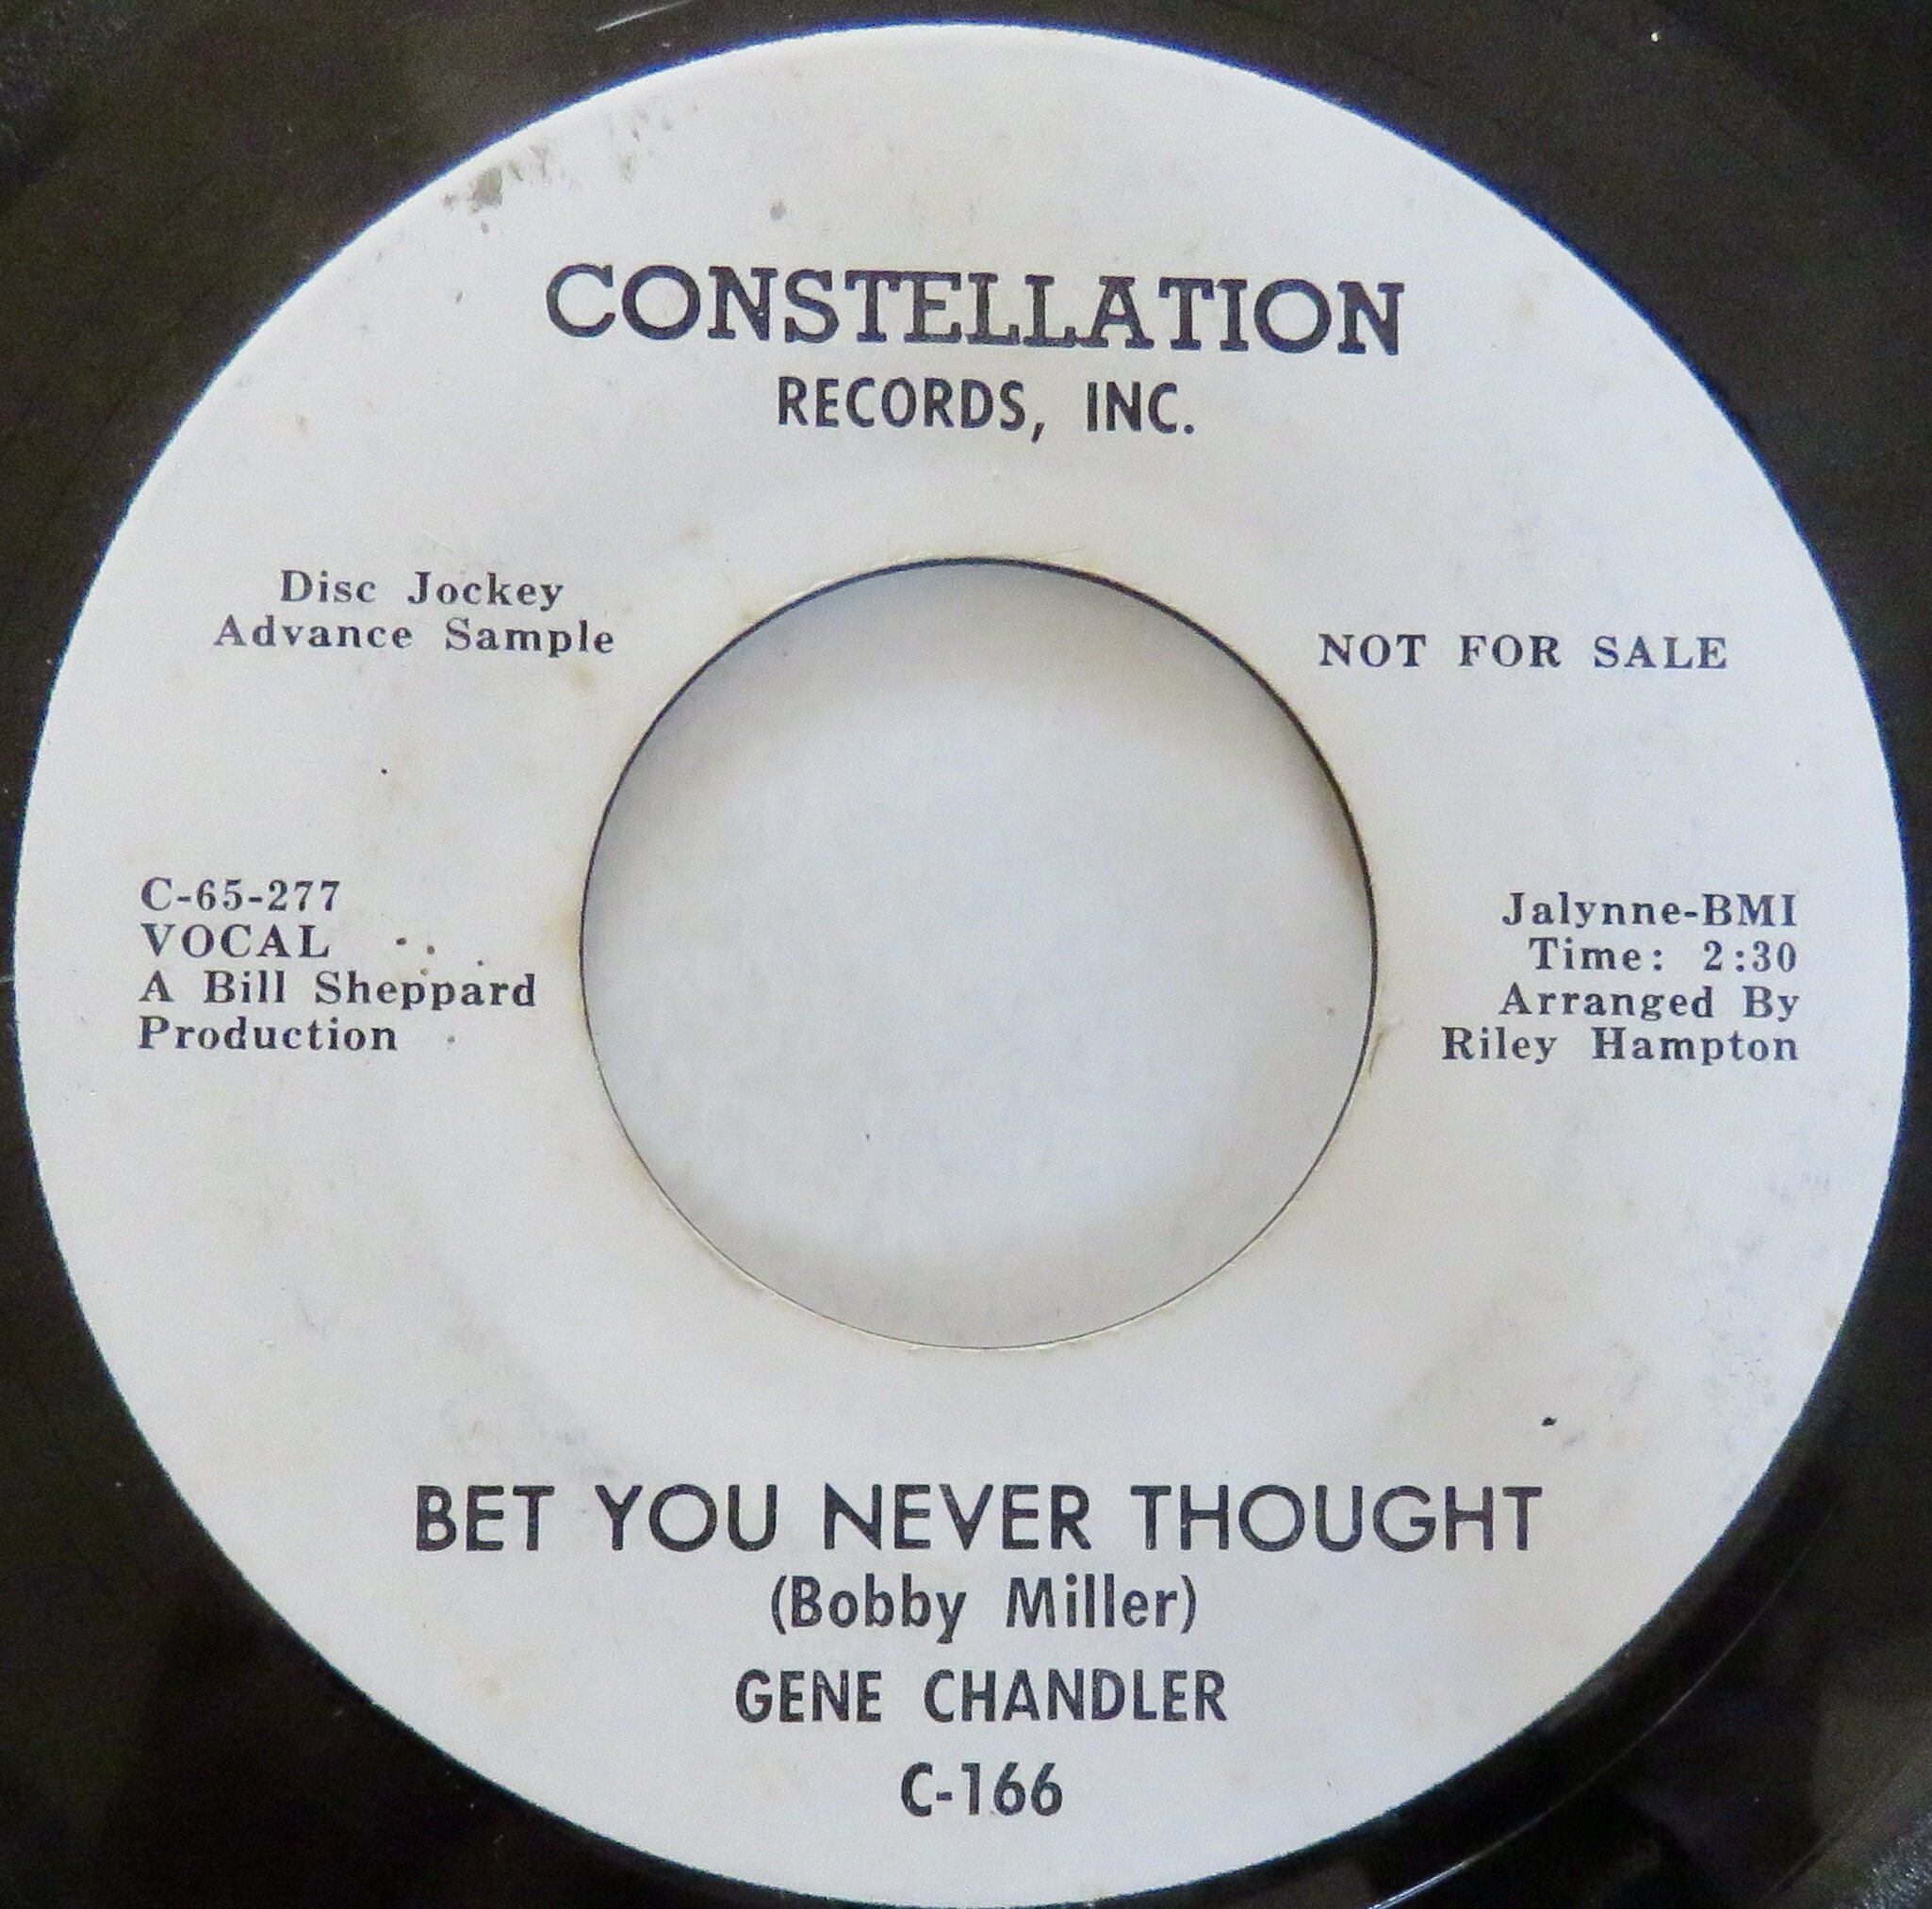 CONSTELLATION
RECORDS, INC.
Disc Jockey
Advance Sample
NOT FOR SALE
C-65-277
VOCAL
A Bill Sheppard
Production
Jalynne-BMI
Time: 2:30
Arranged By
Riley Hampton
BET YOU NEVER THOUGHT
(Bobby Miller)
GENE CHANDLER
C-166